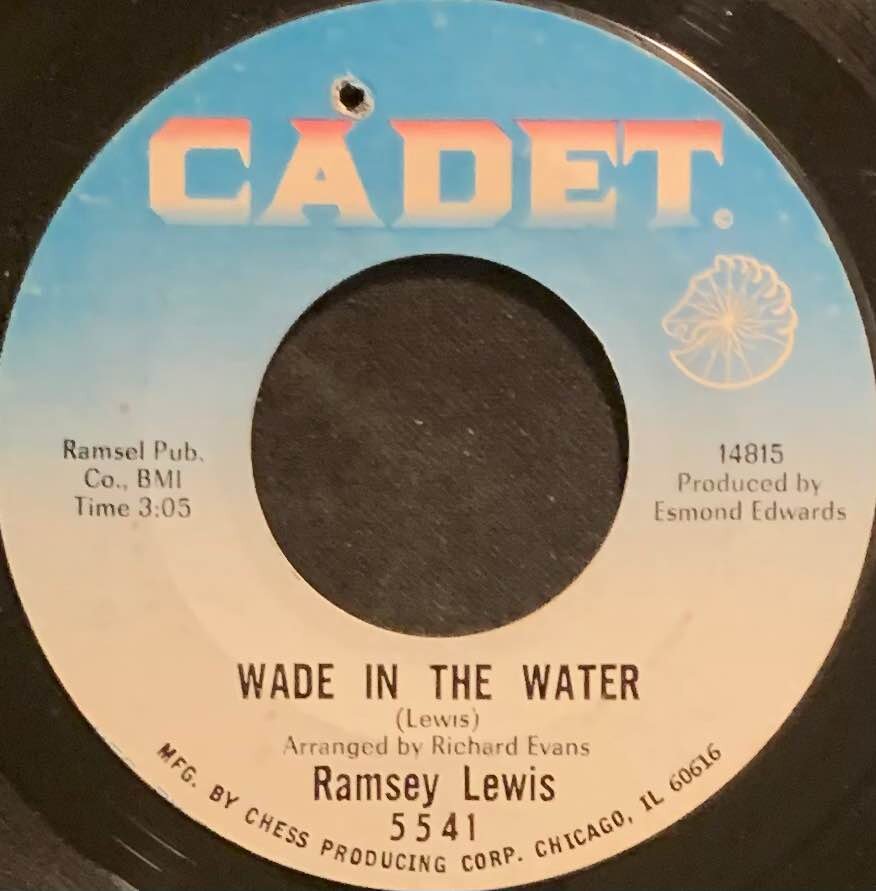 CADET®
Ramsel Pub.
Co., BMI
Time 3:05
14815
Produced by
Esmond Edwards
WADE IN THE WATER
(Lewis)
Arranged by Richard Evans
Ramsey Lewis
5541
MFG. BY CHESS PRODUCING CORP. CHICAGO, IL 60616